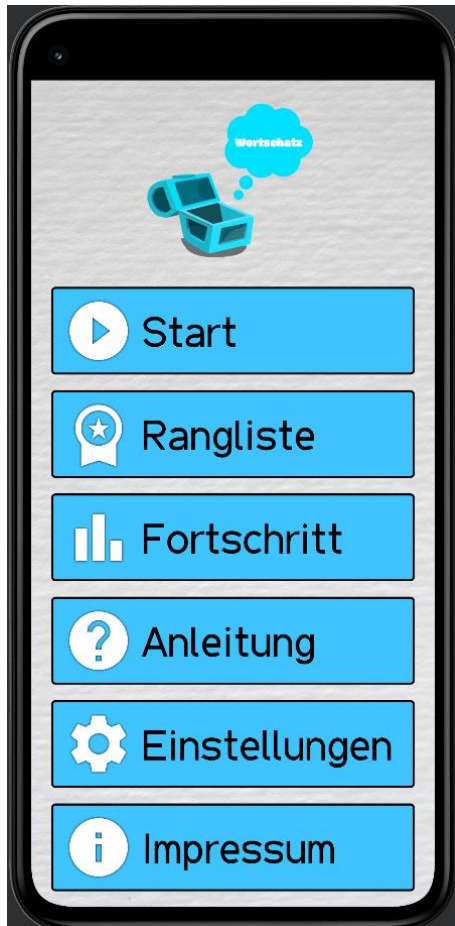 Wortschatz
Start
Rangliste
Fortschritt
Anleitung
Einstellungen
Impressum